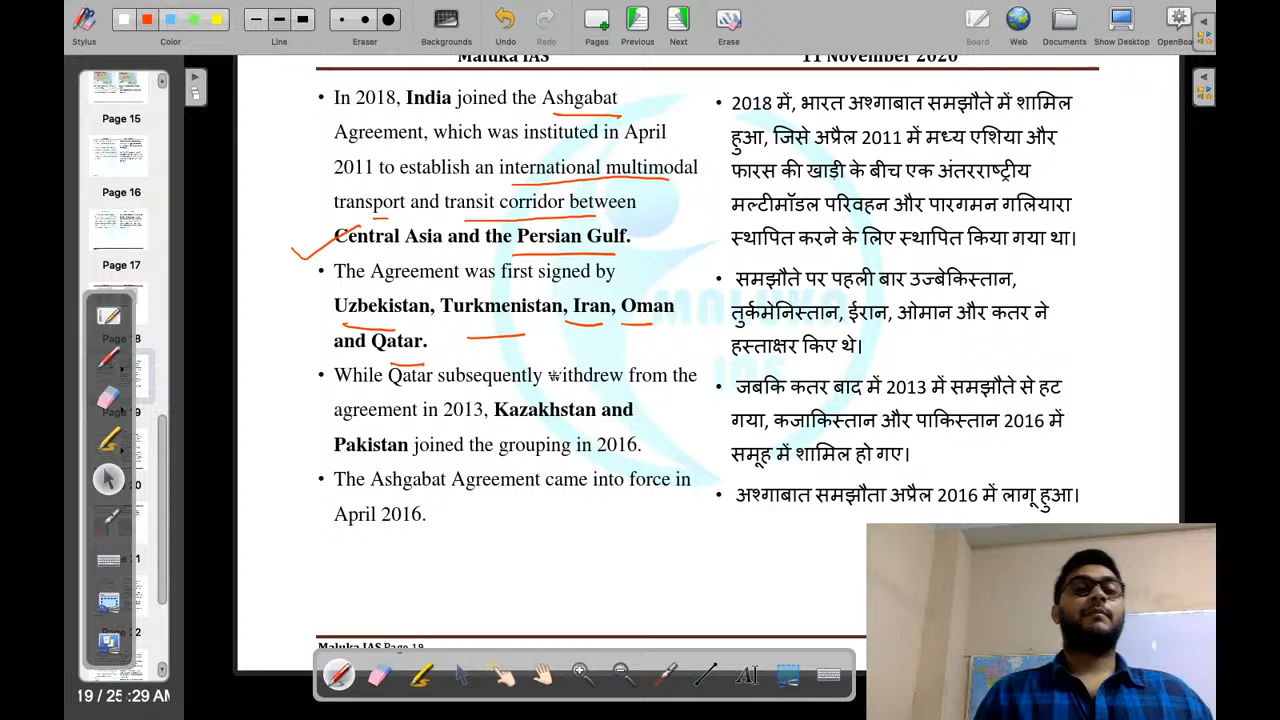 Stylus
Color
Line
Eraser
Backgrounds
Undo
Redo
Pages
Previous
Next
Erase
Board
Web
Documents
Show Desktop
Maluka IAS
11 November 2020
Page 15
Page 16
Page 17
In 2018, India joined the Ashgabat
Agreement, which was instituted in April
2011 to establish an international multimodal
transport and transit corridor between
Central Asia and the Persian Gulf.
• The Agreement was first signed by
Uzbekistan, Turkmenistan, Iran, Oman
and Qatar.
• While Qatar subsequently withdrew from the
agreement in 2013, Kazakhstan and
Pakistan joined the grouping in 2016.
• The Ashgabat Agreement came into force in
April 2016.
• 2018 में, भारत अश्गाबात समझौते में शामिल
हुआ, जिसे अप्रैल 2011 में मध्य एशिया और
फारस की खाड़ी के बीच एक अंतरराष्ट्रीय
मल्टीमॉडल परिवहन और पारगमन गलियारा
स्थापित करने के लिए स्थापित किया गया था।
• समझौते पर पहली बार उज्बेकिस्तान,
तुर्कमेनिस्तान, ईरान, ओमान और कतर ने
हस्ताक्षर किए थे।
• जबकि कतर बाद में 2013 में समझौते से हट
गया, कजाकिस्तान और पाकिस्तान 2016 में
समूह में शामिल हो गए।
• अश्गाबात समझौता अप्रैल 2016 में लागू हुआ।
MALUKA
IAS
Maluka IAS Page 19
19 / 25